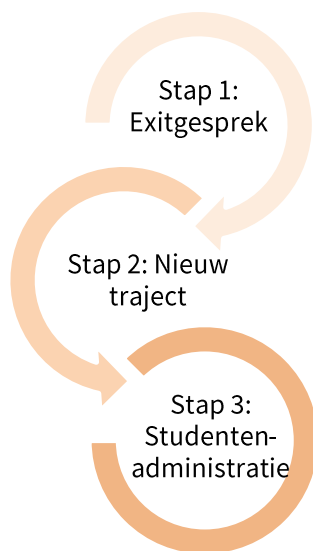 Stap 1:
Exitgesprek
Stap 2: Nieuw
traject
Stap 3:
Studenten-
administratie